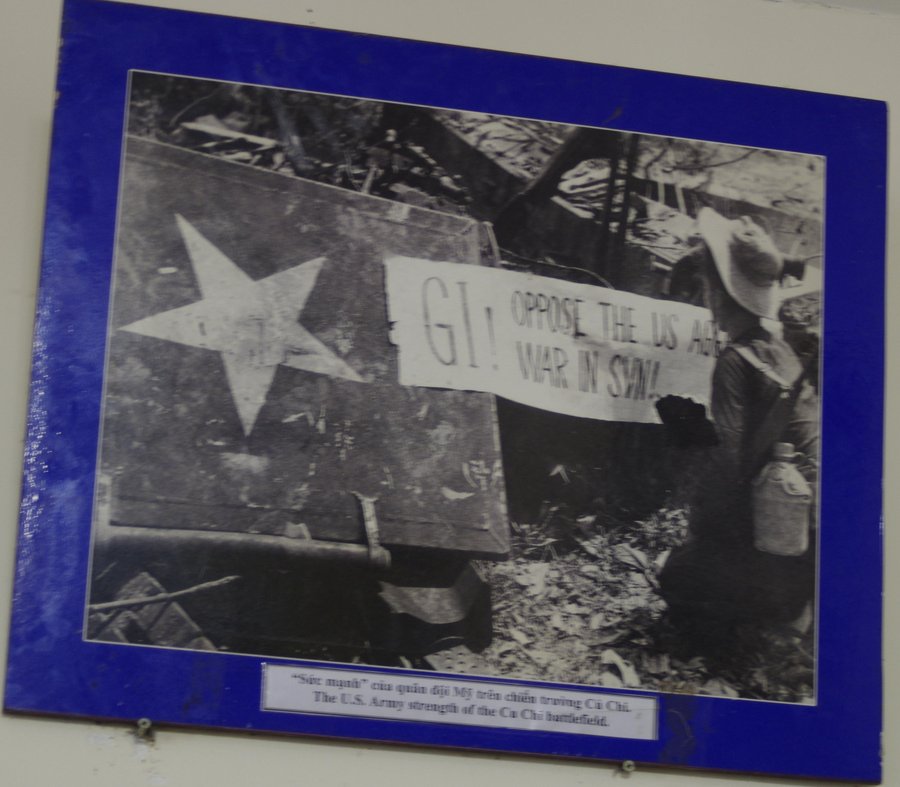 GI!
OPPOSE THE US
WAR IN SVN!
"Sức mạnh" của quân đội Mỹ trên chiến trường Củ Chi.
The U.S. Army strength of the Cu Chi battlefield.